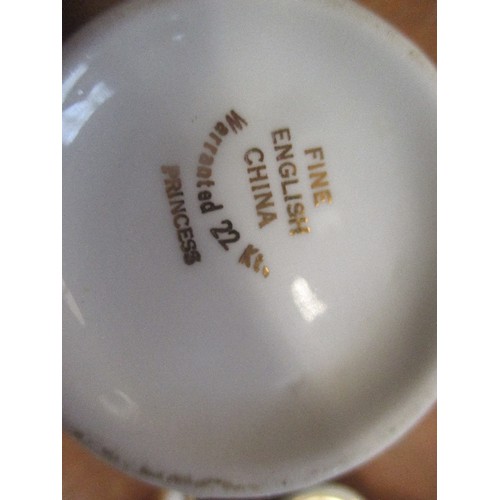 FINE
ENGLISH
CHINA
Warranted 22 Kt.
PRINCESS